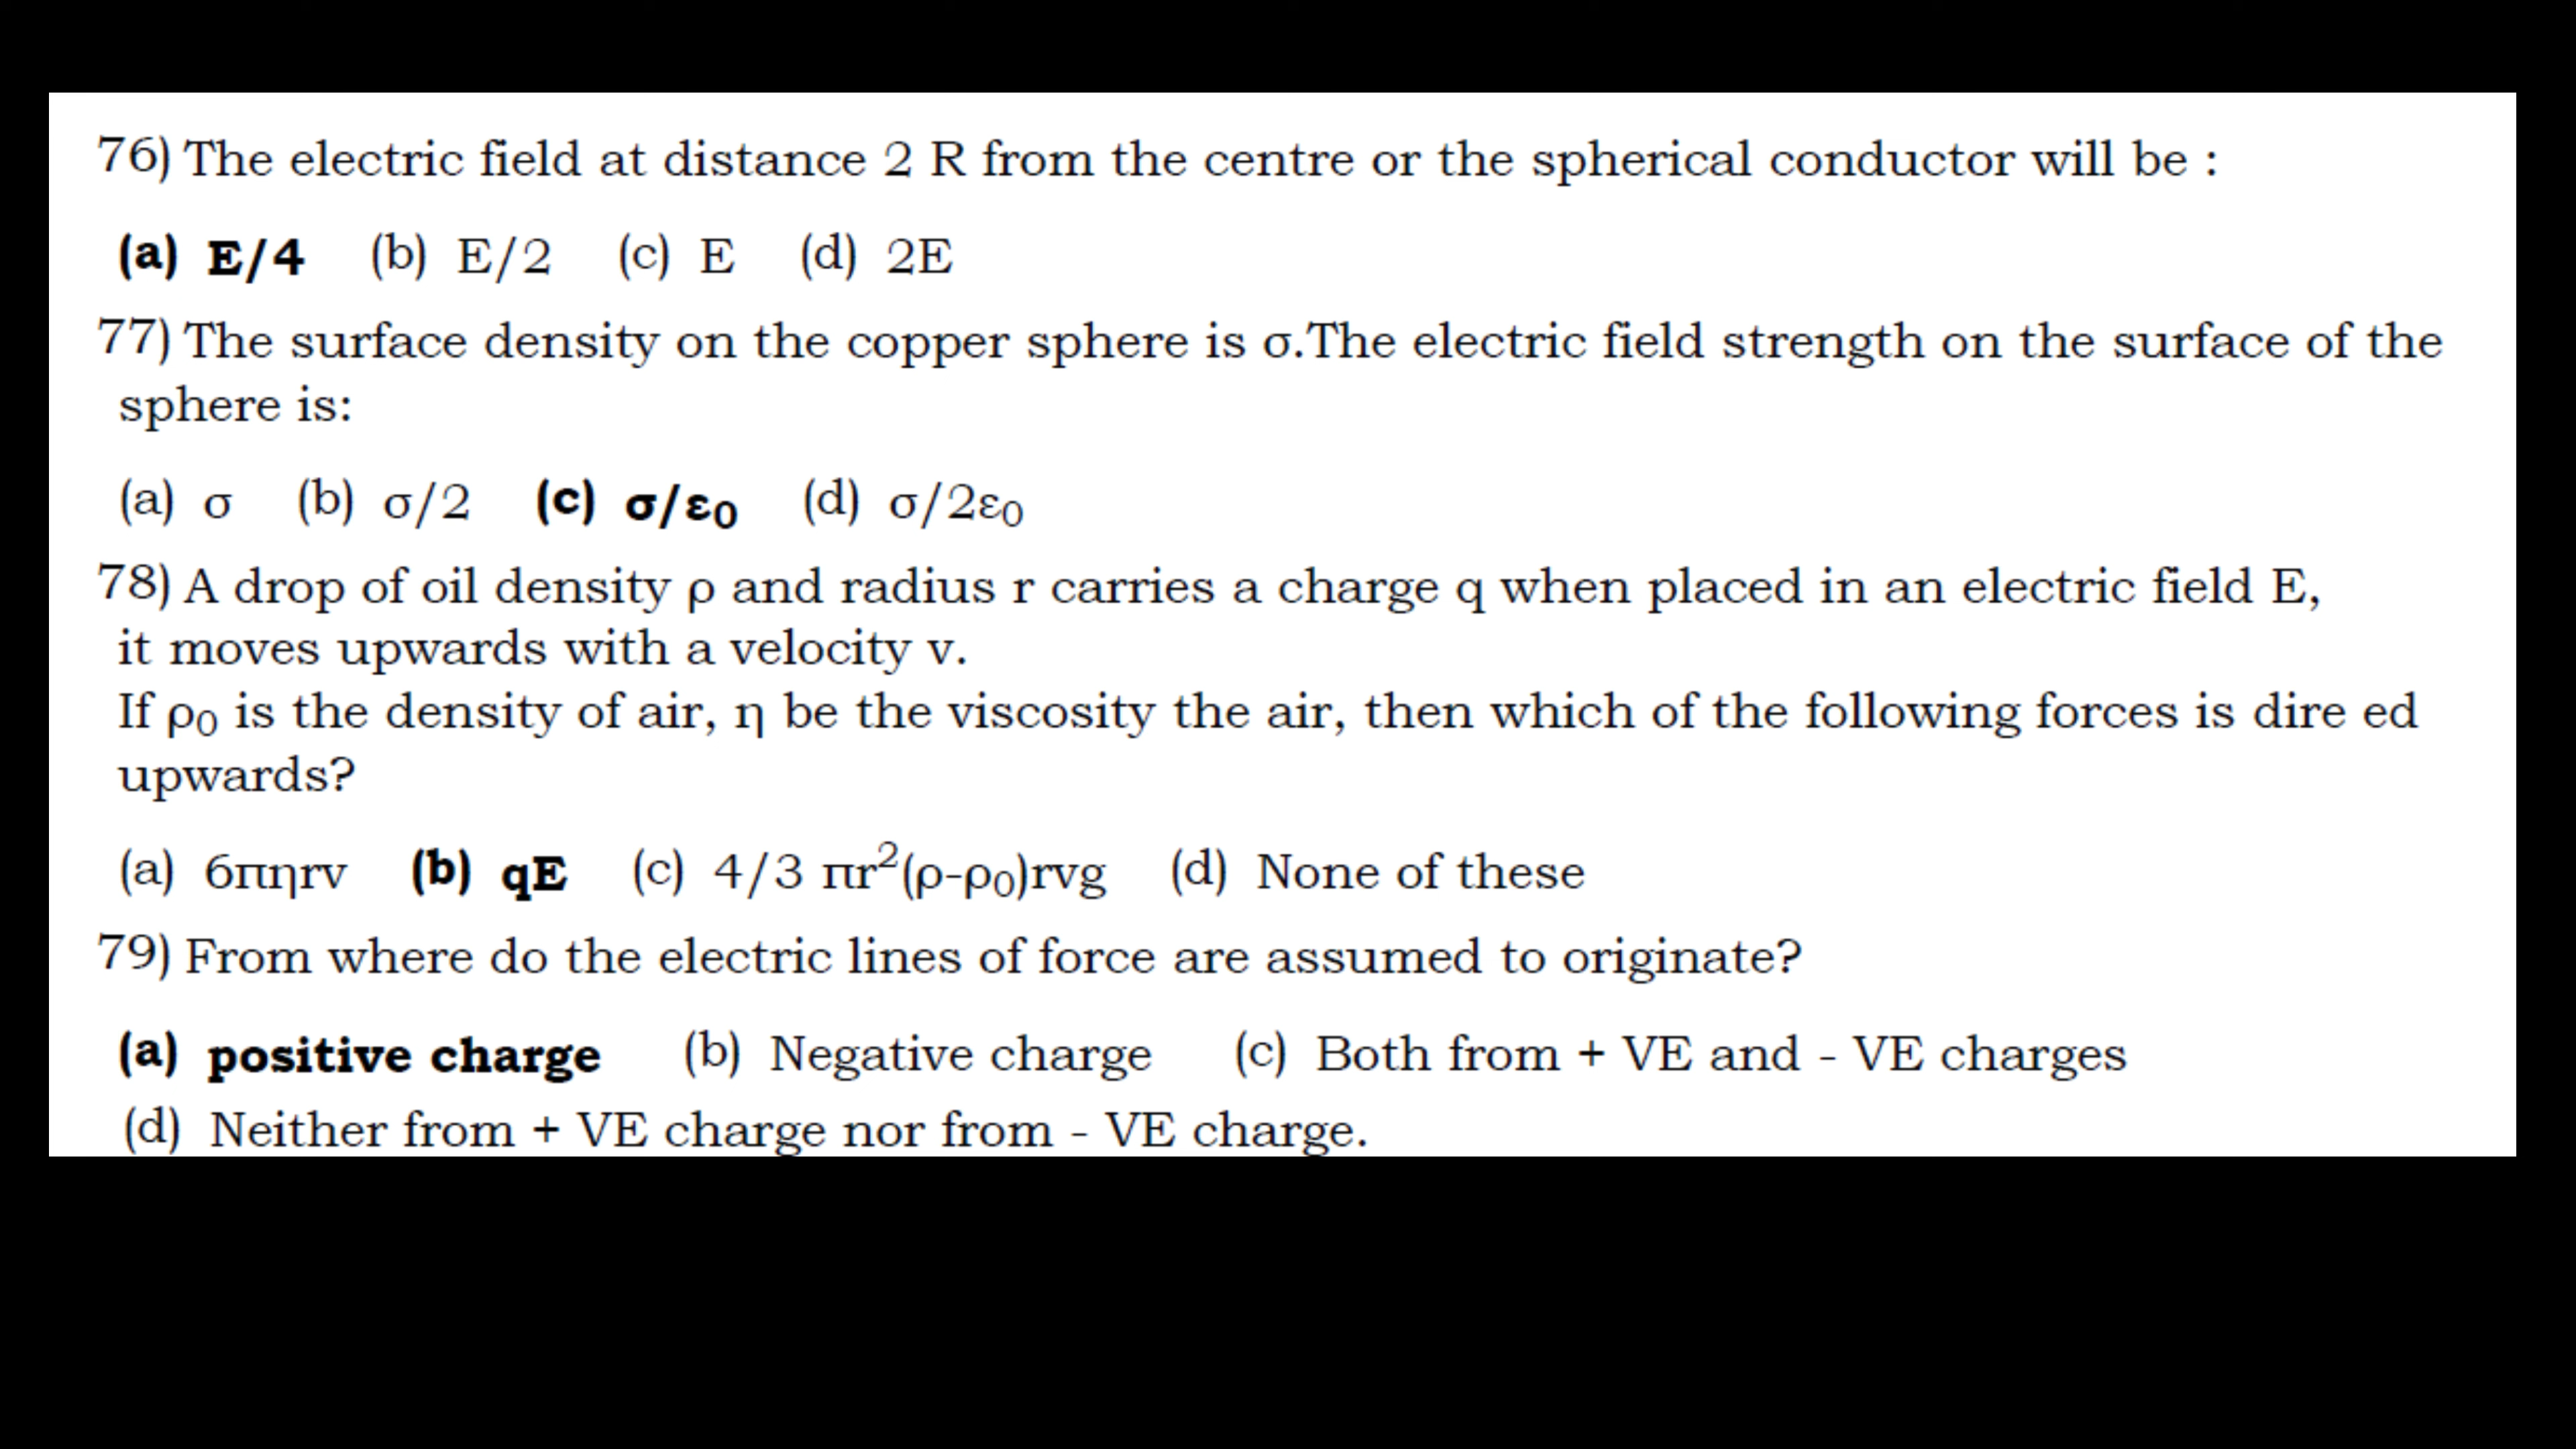 76) The electric field at distance 2 R from the centre or the spherical conductor will be :
(a) E/4 (b) E/2 (c) E (d) 2E
77) The surface density on the copper sphere is σ.The electric field strength on the surface of the
sphere is:
(a) σ (b) σ/2 (c) σ/ε₀ (d) σ/2ε₀
78) A drop of oil density ρ and radius r carries a charge q when placed in an electric field E,
it moves upwards with a velocity v.
If ρ₀ is the density of air, η be the viscosity the air, then which of the following forces is dire ed
upwards?
(a) 6πηrv (b) qE (c) 4/3 πr²(ρ-ρ₀)rvg (d) None of these
79) From where do the electric lines of force are assumed to originate?
(a) positive charge (b) Negative charge (c) Both from + VE and - VE charges
(d) Neither from + VE charge nor from - VE charge.